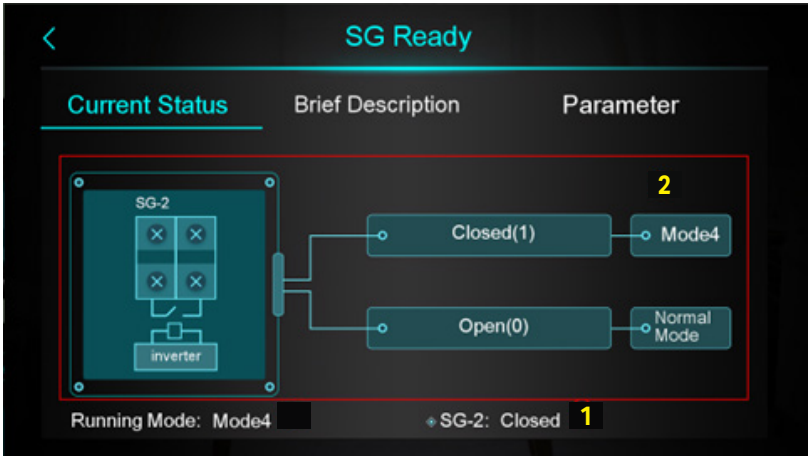 SG Ready
Current Status Brief Description Parameter
2
SG-2
Closed(1) Mode4
Open(0) Normal
Mode
inverter
Running Mode: Mode4 SG-2: Closed 1